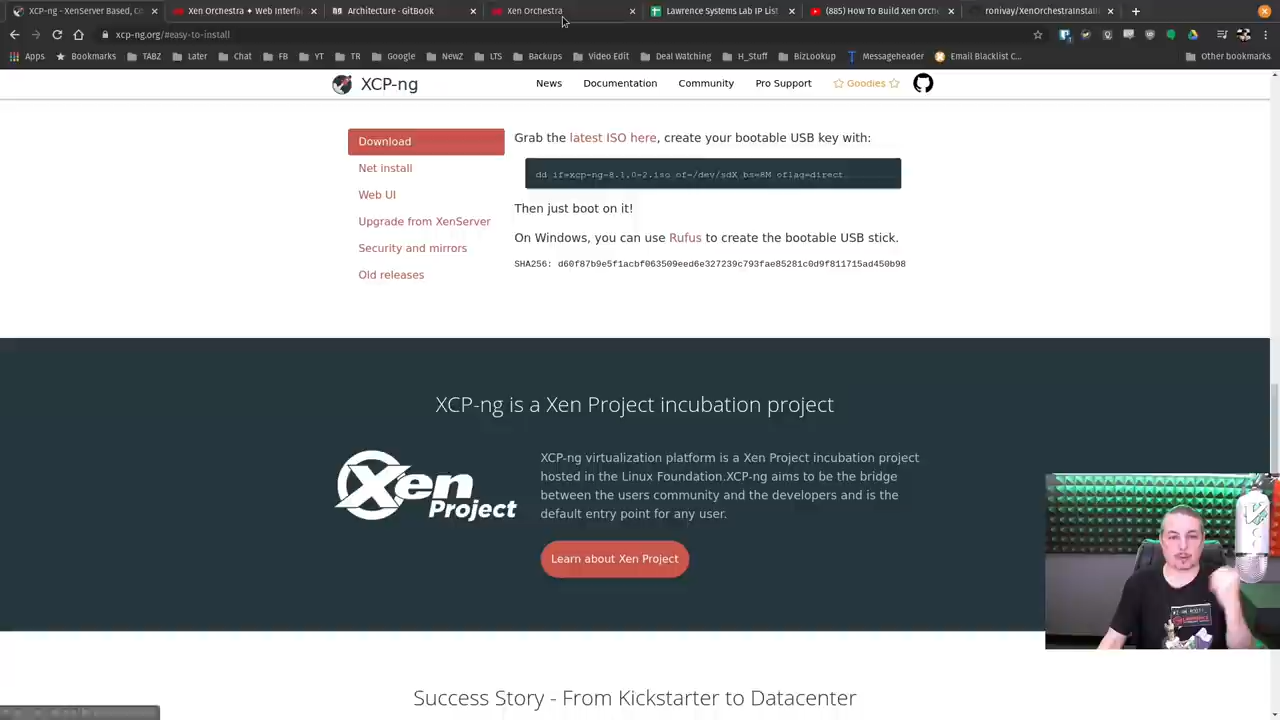 XCP-ng - XenServer Based, C
Xen Orchestra • Web Interfa
Architecture - GitBook
Xen Orchestra
Lawrence Systems Lab IP List
(885) How To Build Xen Orch
ronivay/XenOrchestraInstall
xcp-ng.org/#easy-to-install
Apps
Bookmarks
TABZ
Later
Chat
FB
YT
TR
Google
NewZ
LTS
Backups
Video Edit
Deal Watching
H_Stuff
BizLookup
Messageheader
Email Blacklist C...
Other bookmarks
XCP-ng
News
Documentation
Community
Pro Support
Goodies
Download
Net install
Web UI
Upgrade from XenServer
Security and mirrors
Old releases
Grab the latest ISO here, create your bootable USB key with:
dd if=xcp-ng-8.1.0-2.iso of=/dev/sdX bs=8M oflag=direct
Then just boot on it!
On Windows, you can use Rufus to create the bootable USB stick.
SHA256: d60f87b9e5f1acbf063509eed6e327239c793fae85281c0d9f811715ad450b98
XCP-ng is a Xen Project incubation project
Xen
Project
XCP-ng virtualization platform is a Xen Project incubation project
hosted in the Linux Foundation.XCP-ng aims to be the bridge
between the users community and the developers and is the
default entry point for any user.
Learn about Xen Project
Success Story - From Kickstarter to Datacenter